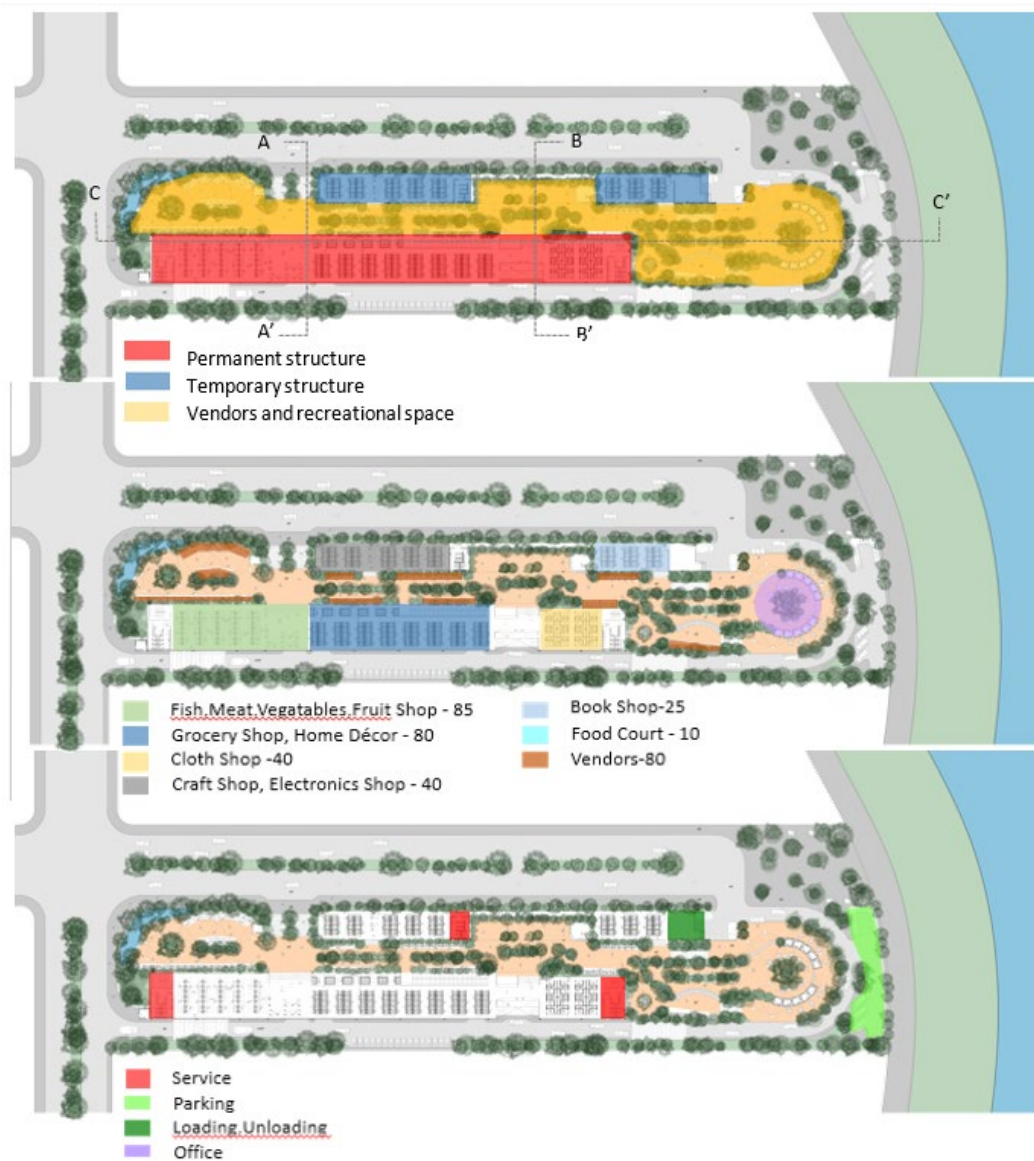 A
B
C
C'
A'
B'
Permanent structure
Temporary structure
Vendors and recreational space
Fish,Meat,Vegatables,Fruit Shop - 85
Grocery Shop, Home Décor - 80
Cloth Shop -40
Craft Shop, Electronics Shop - 40
Book Shop-25
Food Court - 10
Vendors-80
Service
Parking
Loading,Unloading
Office